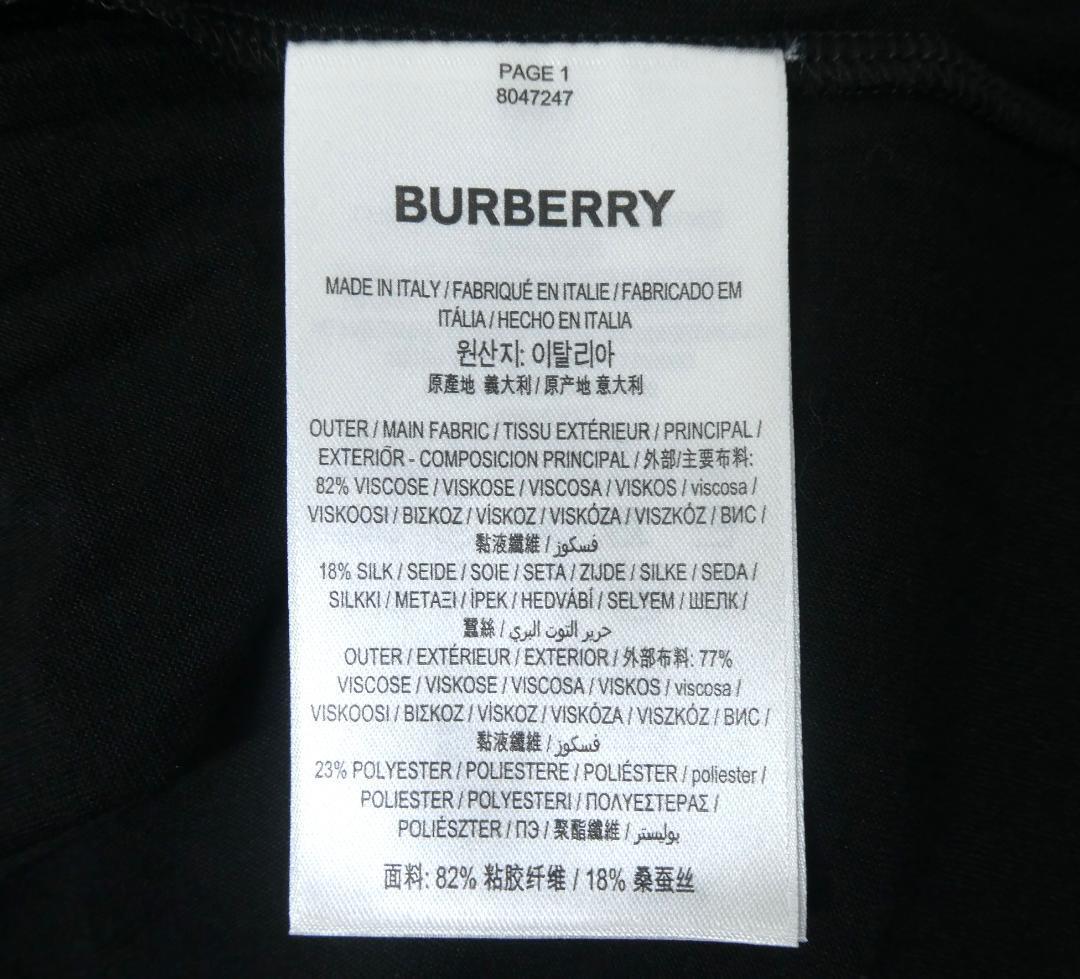 PAGE 1
8047247
BURBERRY
MADE IN ITALY / FABRIQUÉ EN ITALIE / FABRICADO EM
ITÁLIA / HECHO EN ITALIA
원산지: 이탈리아
原產地 義大利 / 原产地 意大利
OUTER / MAIN FABRIC / TISSU EXTÉRIEUR / PRINCIPAL /
EXTERIÖR - COMPOSICION PRINCIPAL / 外部/主要布料:
82% VISCOSE / VISKOSE / VISCOSA / VISKOS / viscosa /
VISKOOSI / ΒΙΣΚΟΖ / VİSKOZ / VISKÓZA / VISZKÓZ / ВИС /
黏液纖維 / فسكوز
18% SILK / SEIDE / SOIE / SETA / ZIJDE / SILKE / SEDA /
SILKKI / ΜΕΤΑΞΙ / İPEK / HEDVÁBÍ / SELYEM / ШЕЛК /
蠶絲 / حرير التوت البري
OUTER / EXTÉRIEUR / EXTERIOR / 外部布料: 77%
VISCOSE / VISKOSE / VISCOSA / VISKOS / viscosa /
VISKOOSI / ΒΙΣΚΟΖ / VİSKOZ / VISKÓZA / VISZKÓZ / ВИС /
黏液纖維 / فسكوز
23% POLYESTER / POLIESTERE / POLIÉSTER / poliester /
POLIESTER / POLYESTERI / ΠΟΛΥΕΣΤΕΡΑΣ /
POLIÉSZTER / ПЭ / 聚酯纖維 / بوليستر
面料: 82% 粘胶纤维 / 18% 桑蚕丝